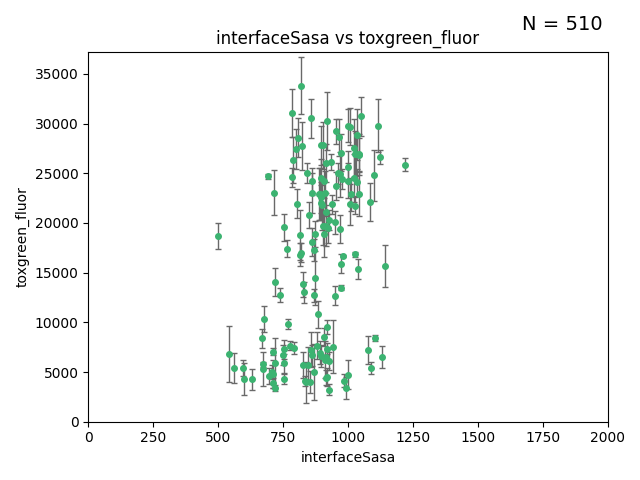 N = 510
interfaceSasa vs toxgreen_fluor
toxgreen_fluor
35000
30000
25000
20000
15000
10000
5000
0
0 250 500 750 1000 1250 1500 1750 2000
interfaceSasa